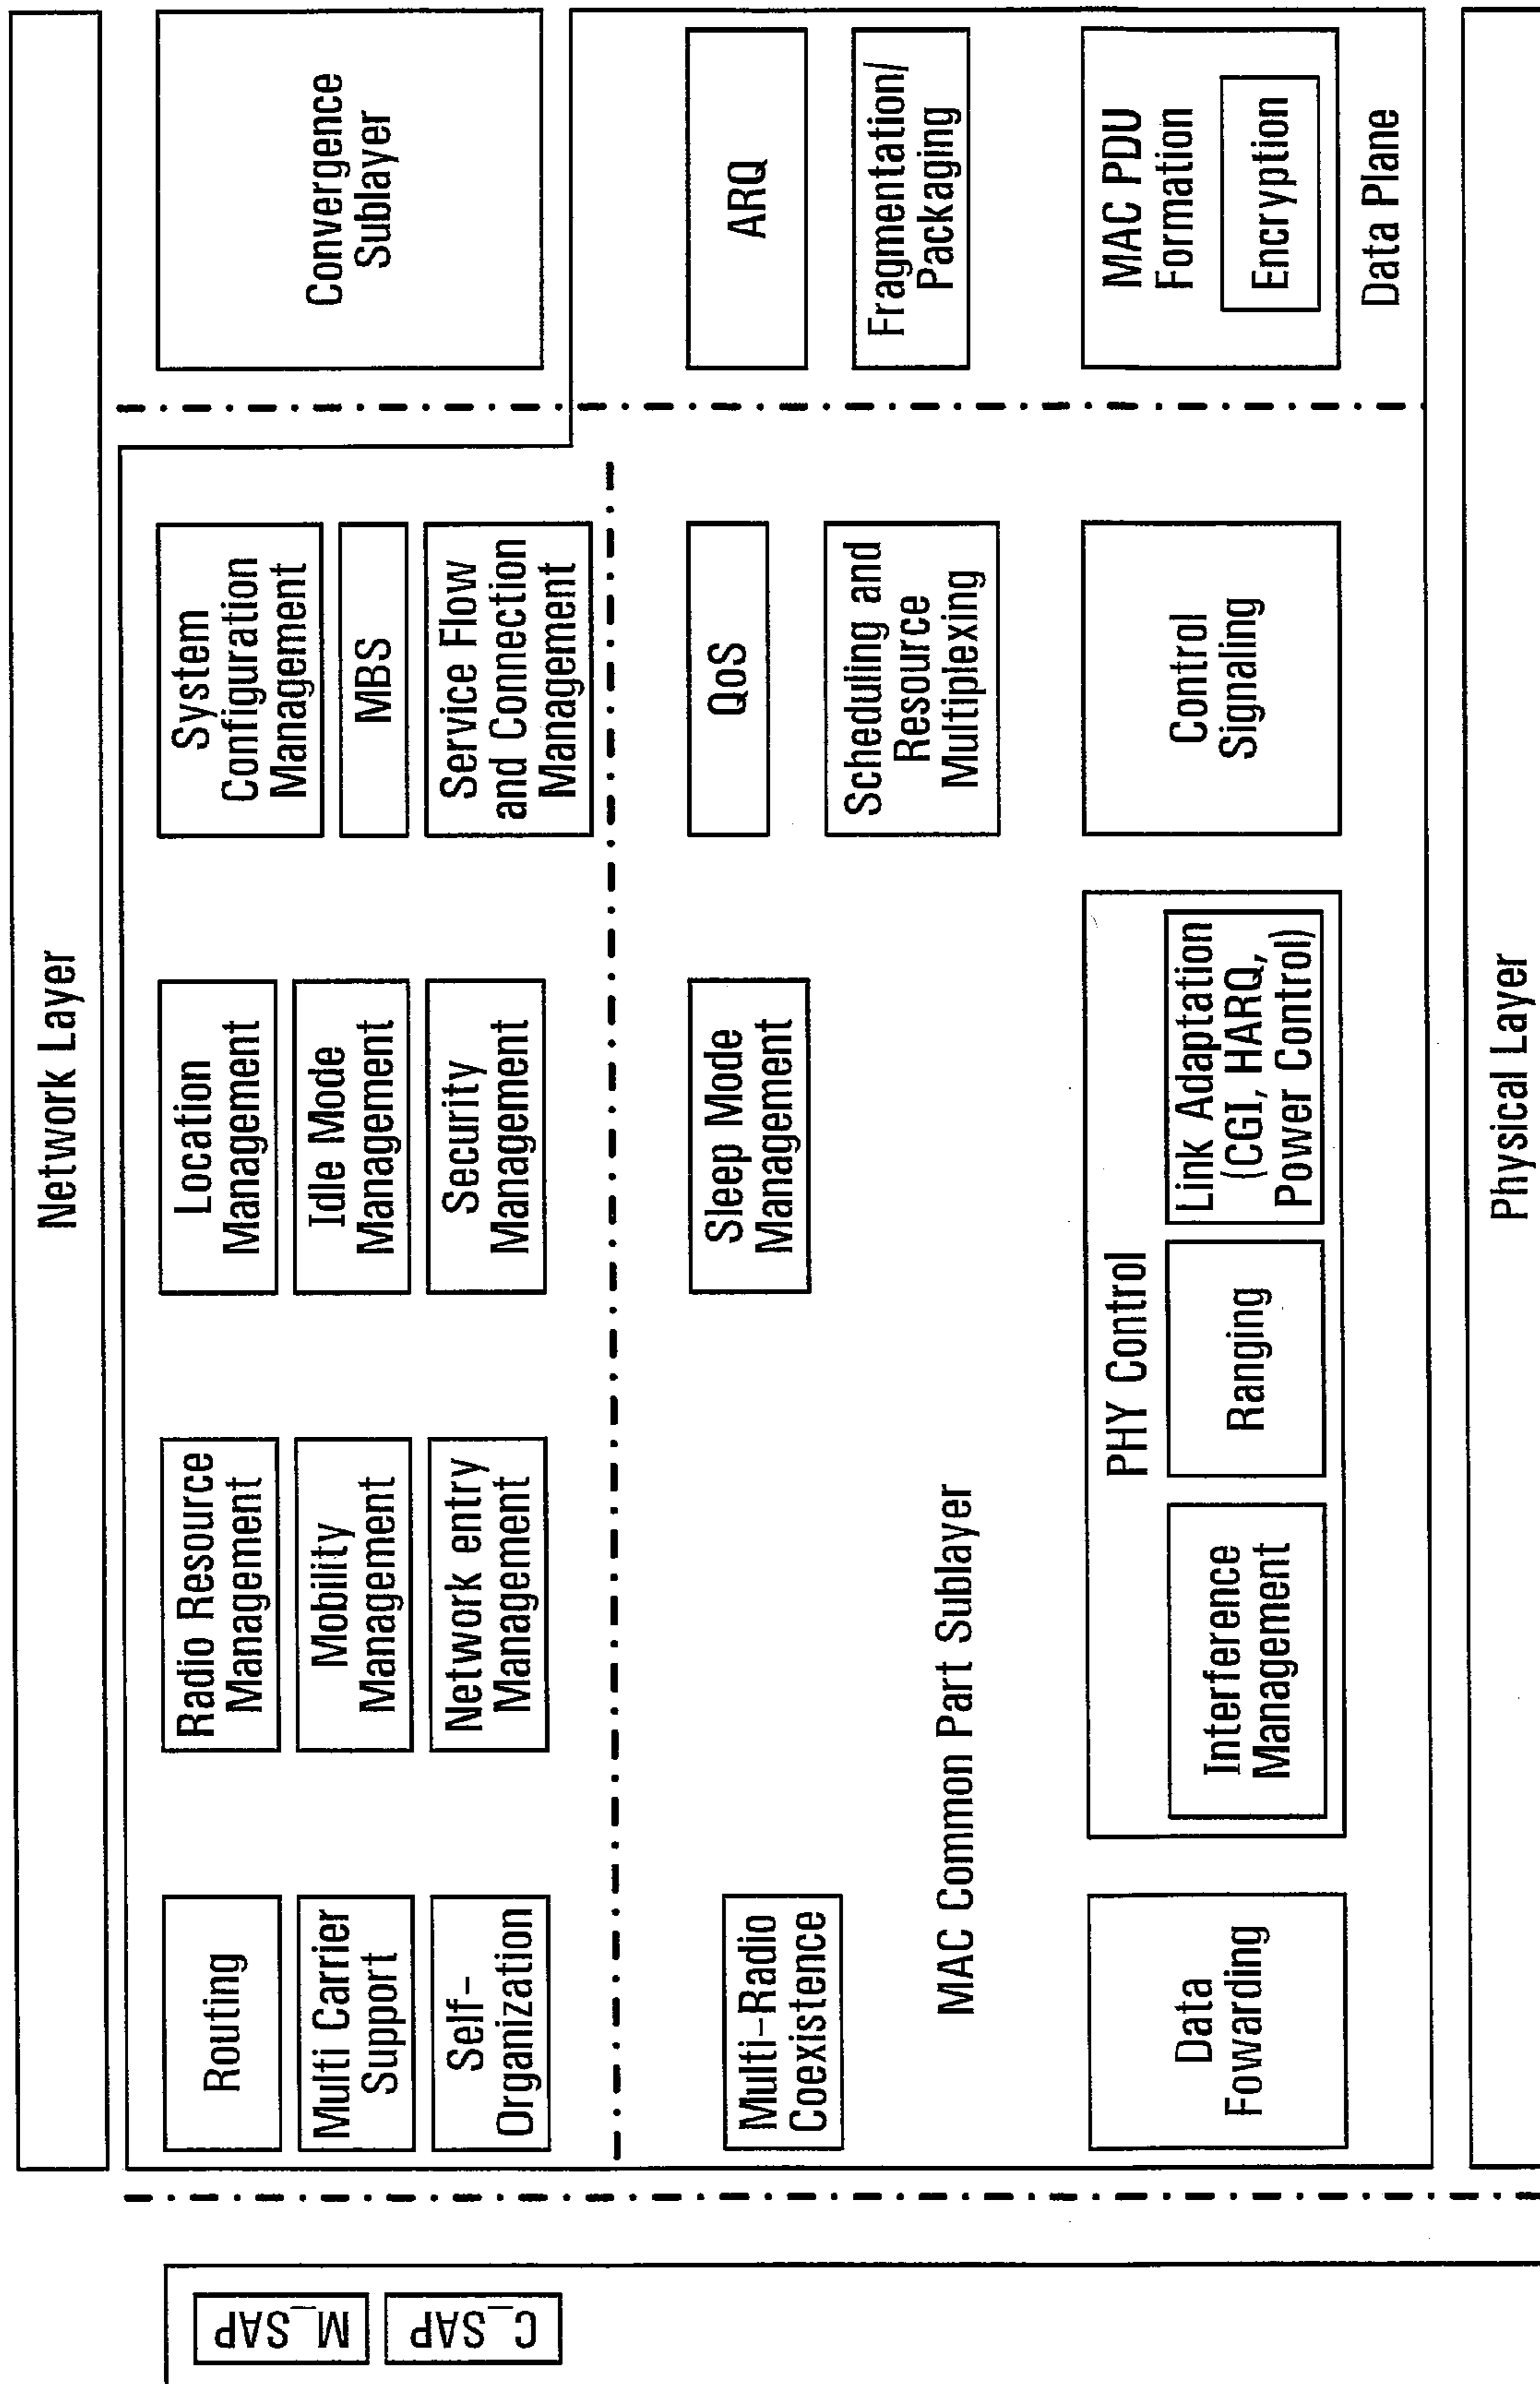 Network Layer
M_SAP
C_SAP
Routing
Multi Carrier
Support
Self-
Organization
Radio Resource
Management
Mobility
Management
Network entry
Management
Location
Management
Idle Mode
Management
Security
Management
System
Configuration
Management
MBS
Service Flow
and Connection
Management
Convergence
Sublayer
Multi-Radio
Coexistence
Sleep Mode
Management
QoS
Scheduling and
Resource
Multiplexing
ARQ
Fragmentation/
Packaging
MAC Common Part Sublayer
Data
Fowarding
PHY Control
Interference
Management
Ranging
Link Adaptation
(CGI, HARQ,
Power Control)
Control
Signaling
MAC PDU
Formation
Encryption
Data Plane
Physical Layer